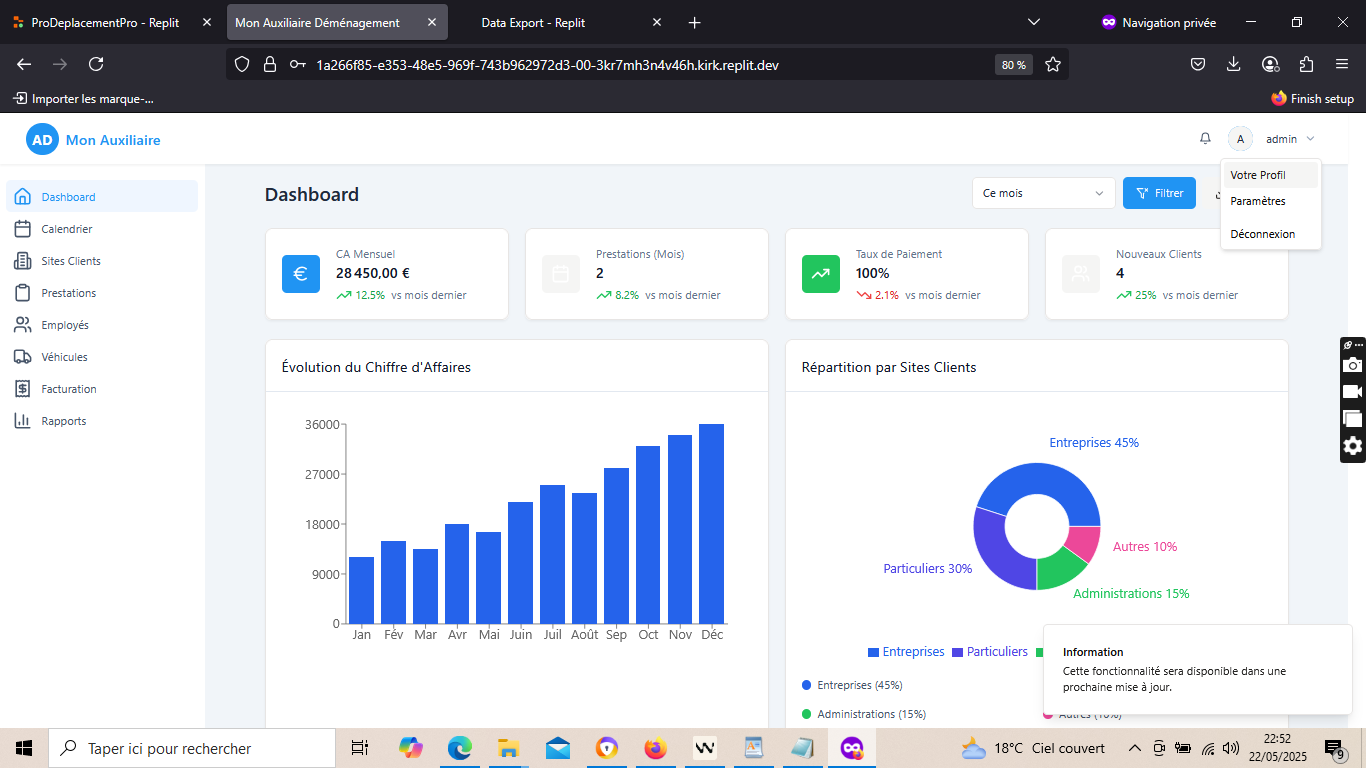 ProDeplacementPro - Replit
Mon Auxiliaire Déménagement
Data Export - Replit
Navigation privée
1a266f85-e353-48e5-969f-743b962972d3-00-3kr7mh3n4v46h.kirk.replit.dev
80 %
Importer les marque-...
Finish setup
AD Mon Auxiliaire
A admin
Votre Profil
Paramètres
Déconnexion
Dashboard
Calendrier
Sites Clients
Prestations
Employés
Véhicules
Facturation
Rapports
Dashboard
Ce mois
Filtrer
CA Mensuel
28 450,00 €
12.5% vs mois dernier
Prestations (Mois)
2
8.2% vs mois dernier
Taux de Paiement
100%
2.1% vs mois dernier
Nouveaux Clients
4
25% vs mois dernier
Évolution du Chiffre d'Affaires
36000
27000
18000
9000
0
Jan Fév Mar Avr Mai Juin Juil Août Sep Oct Nov Déc
Répartition par Sites Clients
Entreprises 45%
Autres 10%
Particuliers 30%
Administrations 15%
Entreprises Particuliers
Entreprises (45%)
Administrations (15%)
Autres (10%)
Information
Cette fonctionnalité sera disponible dans une
prochaine mise à jour.
Taper ici pour rechercher
18°C Ciel couvert
22:52
22/05/2025
9